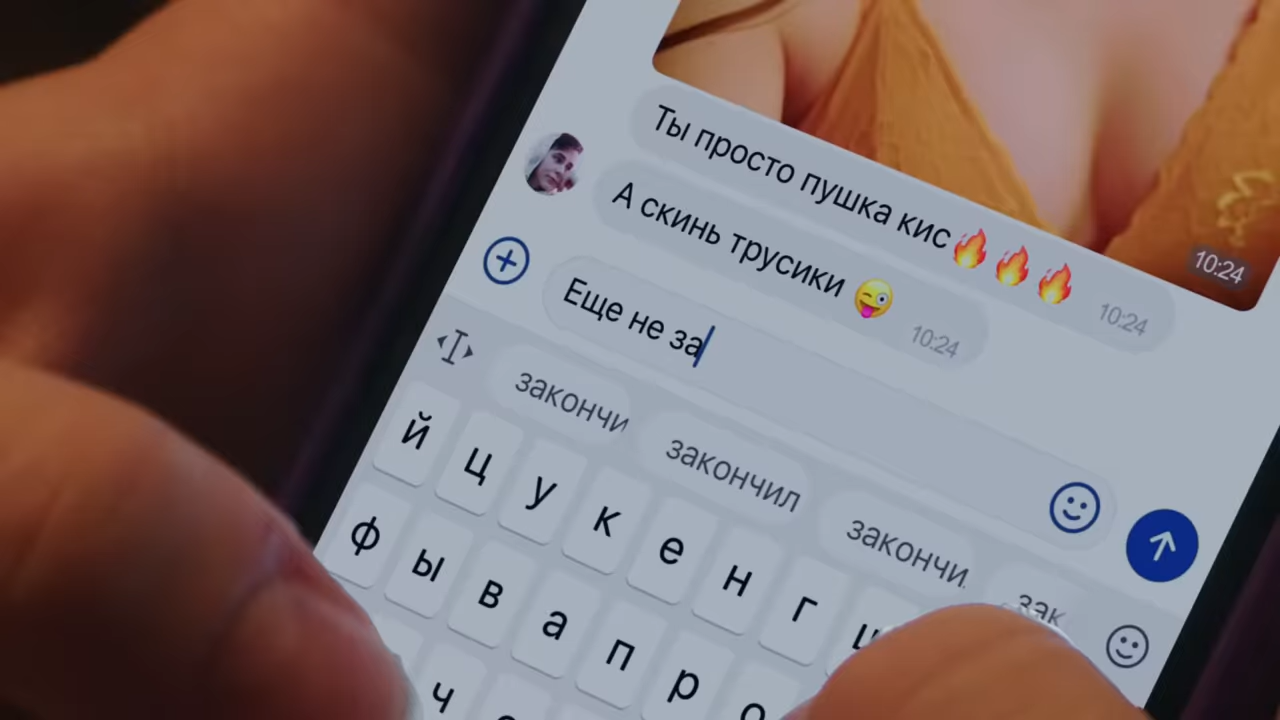 10:24
Ты просто пушка кис🔥🔥🔥 10:24
А скинь трусики 😜 10:24
Еще не за
закончи закончил закончи зак
й ц у к е н г
ф ы в а п р о
ч с